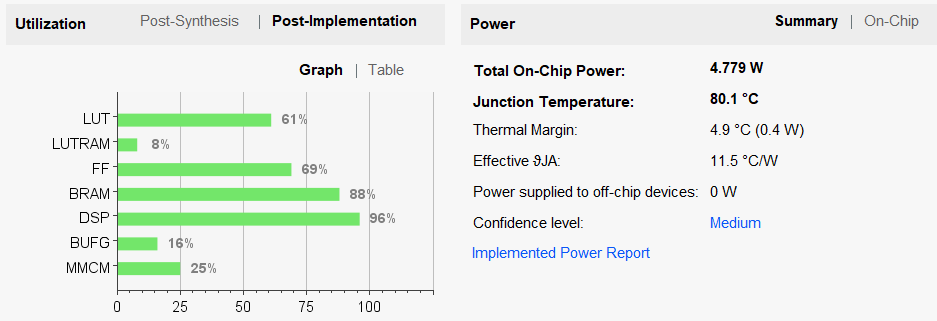 Utilization Post-Synthesis | Post-Implementation
Graph | Table
LUT 61%
LUTRAM 8%
FF 69%
BRAM 88%
DSP 96%
BUFG 16%
MMCM 25%
0 25 50 75 100
Power Summary | On-Chip
Total On-Chip Power: 4.779 W
Junction Temperature: 80.1 °C
Thermal Margin: 4.9 °C (0.4 W)
Effective ϑJA: 11.5 °C/W
Power supplied to off-chip devices: 0 W
Confidence level: Medium
Implemented Power Report